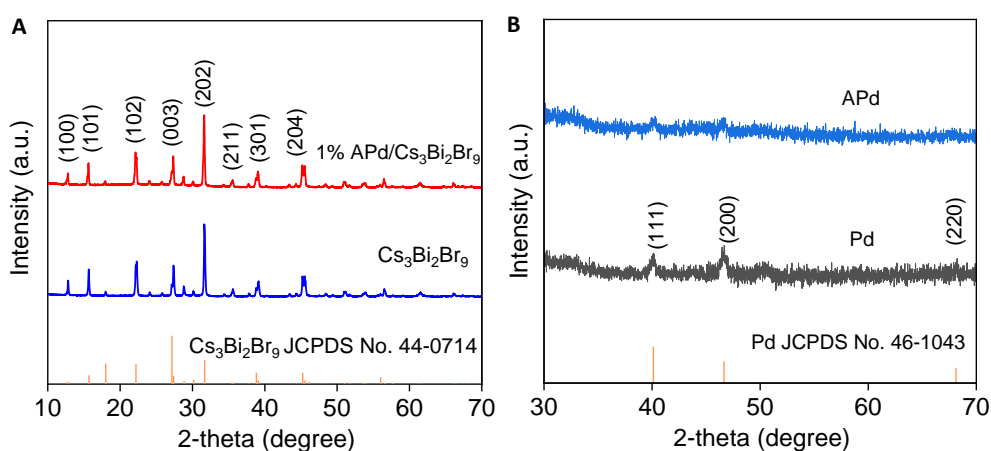 A
Intensity (a.u.)
(100)
(101)
(102)
(003)
(202)
(211)
(301)
(204)
1% APd/Cs₃Bi₂Br₉
Cs₃Bi₂Br₉
Cs₃Bi₂Br₉ JCPDS No. 44-0714
10 20 30 40 50 60 70
2-theta (degree)
B
Intensity (a.u.)
APd
(111)
(200)
(220)
Pd
Pd JCPDS No. 46-1043
30 40 50 60 70
2-theta (degree)